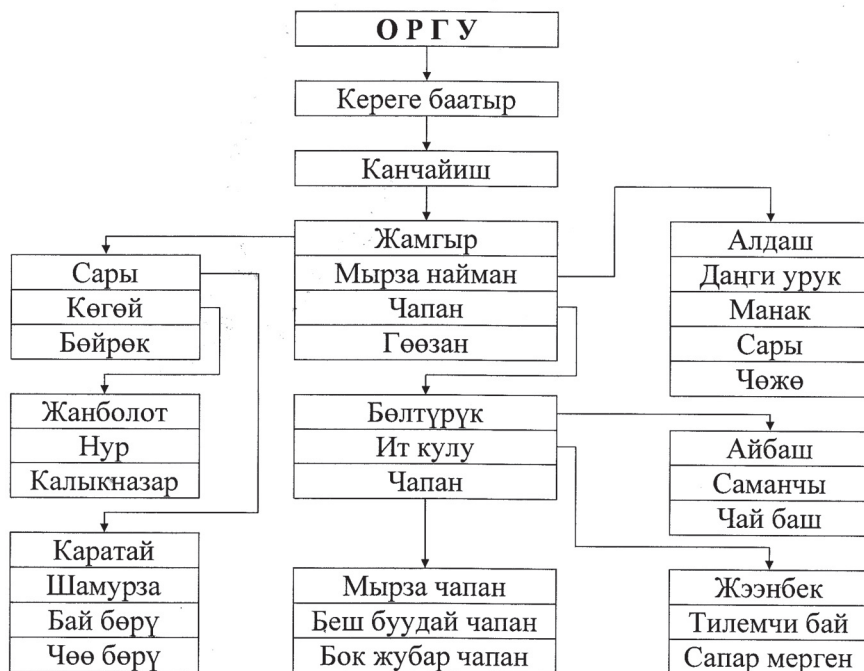 ОРГУ
Кереге баатыр
Канчайиш
Жамгыр
Мырза найман
Чапан
Гөөзан
Алдаш
Даңги урук
Манак
Сары
Чөжө
Сары
Көгөй
Бөйрөк
Жанболот
Нур
Калыкназар
Бөлтүрүк
Ит кулу
Чапан
Айбаш
Саманчы
Чай баш
Каратай
Шамурза
Бай бөрү
Чөө бөрү
Мырза чапан
Беш буудай чапан
Бок жубар чапан
Жээнбек
Тилемчи бай
Сапар мерген